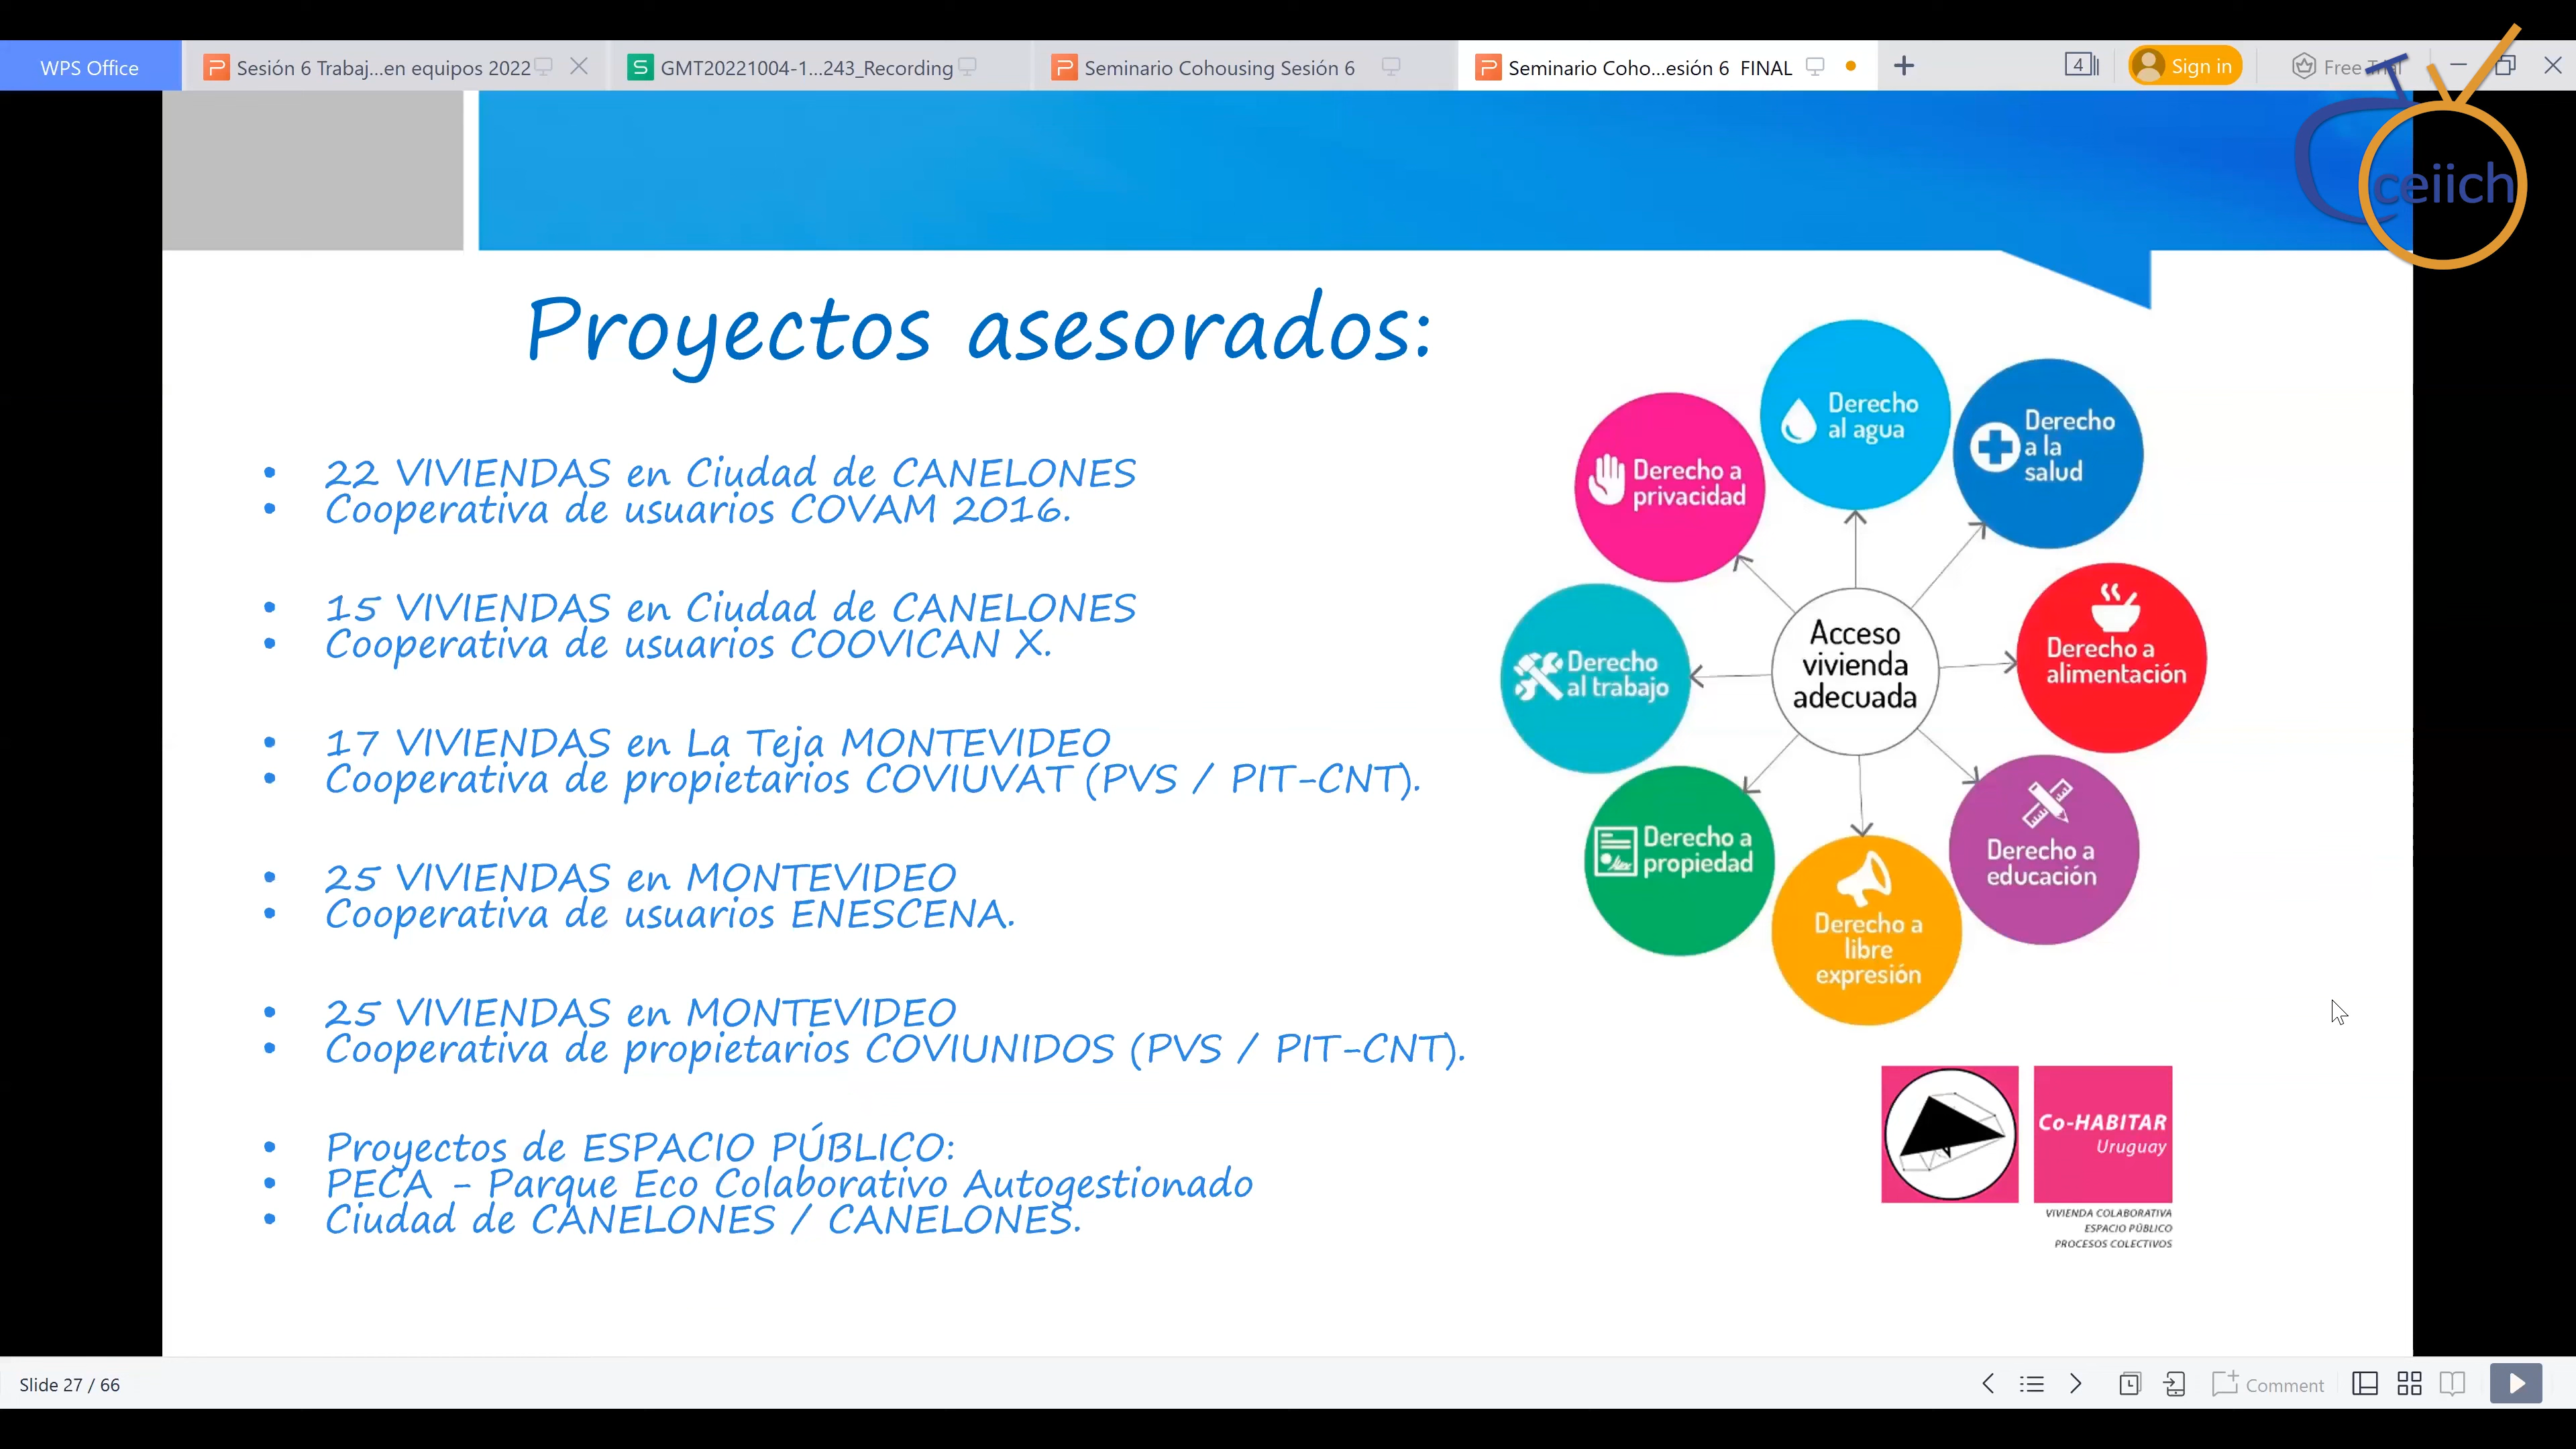 WPS Office
Sesión 6 Trabaj...en equipos 2022
GMT20221004-1...243_Recording
Seminario Cohousing Sesión 6
Seminario Coho...esión 6 FINAL
4
Sign in
Free Trial
ceiich
Proyectos asesorados:
• 22 VIVIENDAS en Ciudad de CANELONES
• Cooperativa de usuarios COVAM 2016.
• 15 VIVIENDAS en Ciudad de CANELONES
• Cooperativa de usuarios COOVICAN X.
• 17 VIVIENDAS en La Teja MONTEVIDEO
• Cooperativa de propietarios COVIUVAT (PVS / PIT-CNT).
• 25 VIVIENDAS en MONTEVIDEO
• Cooperativa de usuarios ENESCENA.
• 25 VIVIENDAS en MONTEVIDEO
• Cooperativa de propietarios COVIUNIDOS (PVS / PIT-CNT).
• Proyectos de ESPACIO PÚBLICO:
• PECA - Parque Eco Colaborativo Autogestionado
• Ciudad de CANELONES / CANELONES.
Derecho
al agua
Derecho
a la
salud
Derecho a
privacidad
Derecho a
alimentación
Acceso
vivienda
adecuada
Derecho
al trabajo
Derecho a
educación
Derecho a
propiedad
Derecho a
libre
expresión
Co-HABITAR
Uruguay
VIVIENDA COLABORATIVA
ESPACIO PÚBLICO
PROCESOS COLECTIVOS
Slide 27 / 66
Comment